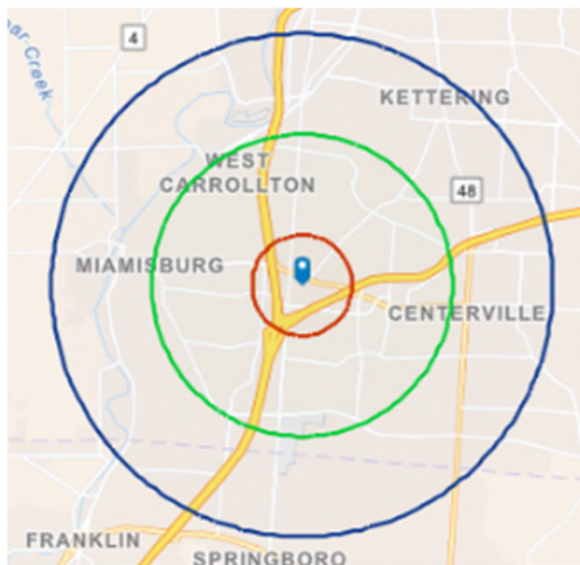 4
KETTERING
WEST
CARROLLTON
48
MIAMISBURG
CENTERVILLE
FRANKLIN
SPRINGBORO